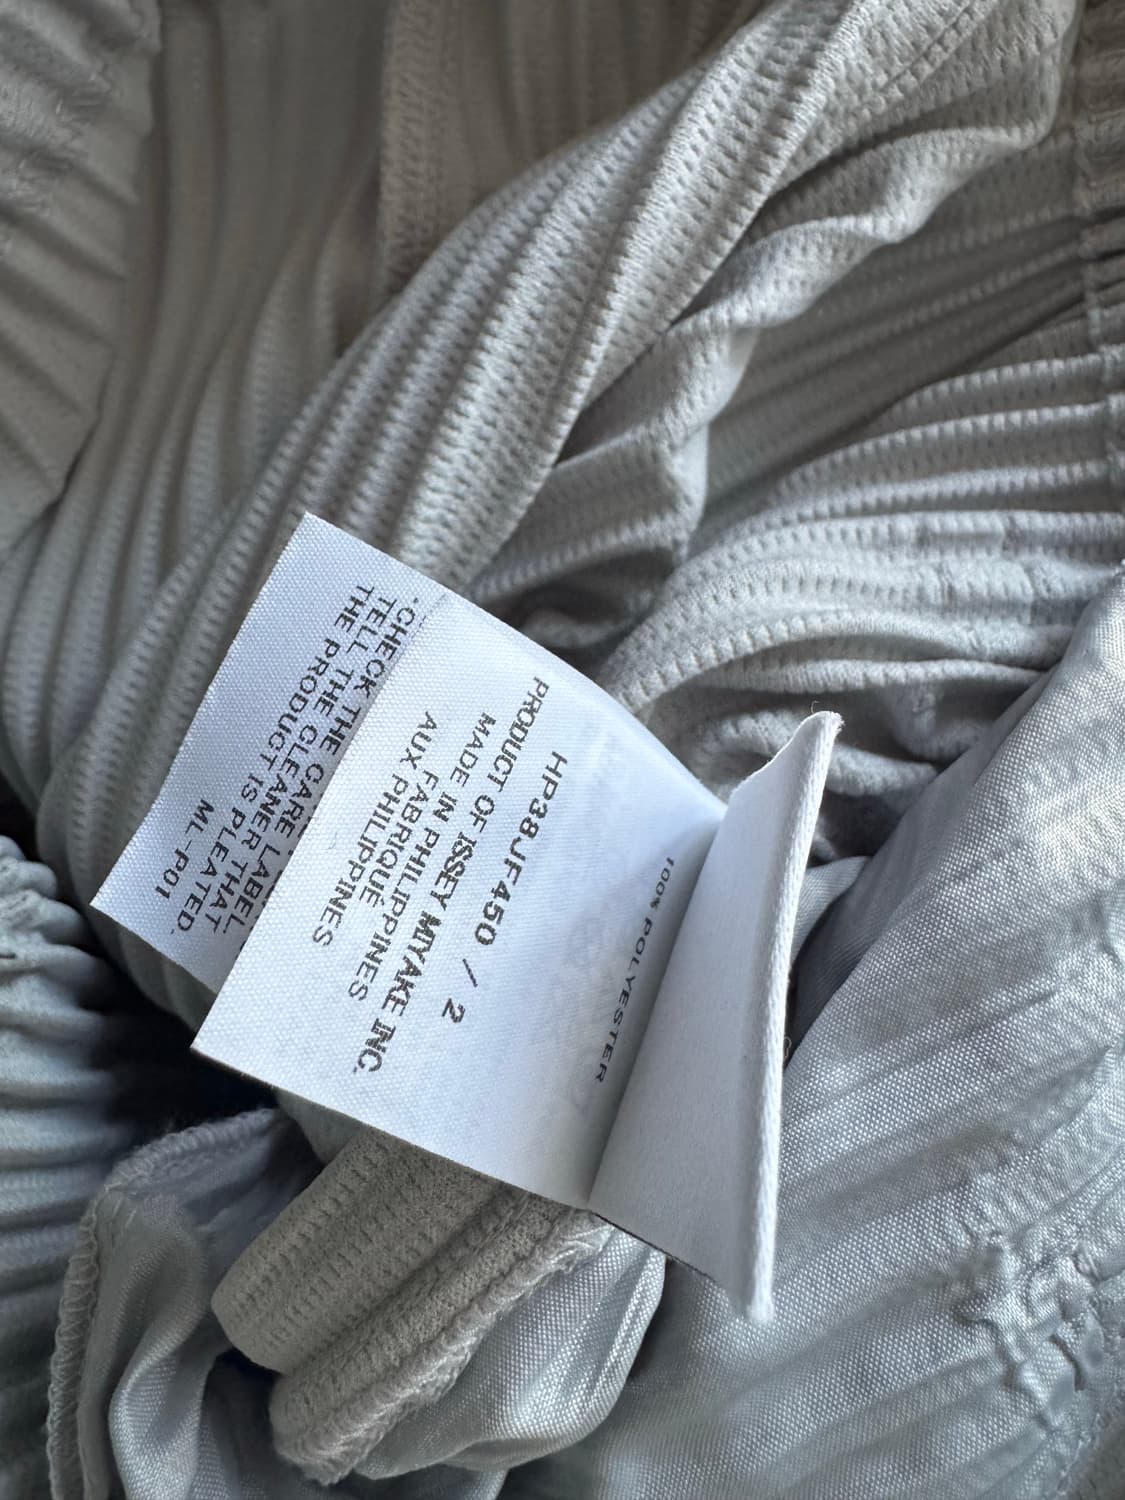 100% POLYESTER
HP38JF450 / 2
PRODUCT OF ISSEY MIYAKE INC.
MADE IN PHILIPPINES
FABRIQUÉ
AUX PHILIPPINES
*CHECK THE CARE LABEL.
TELL THE CLEANER THAT
THE PRODUCT IS PLEATED.
ML-P01